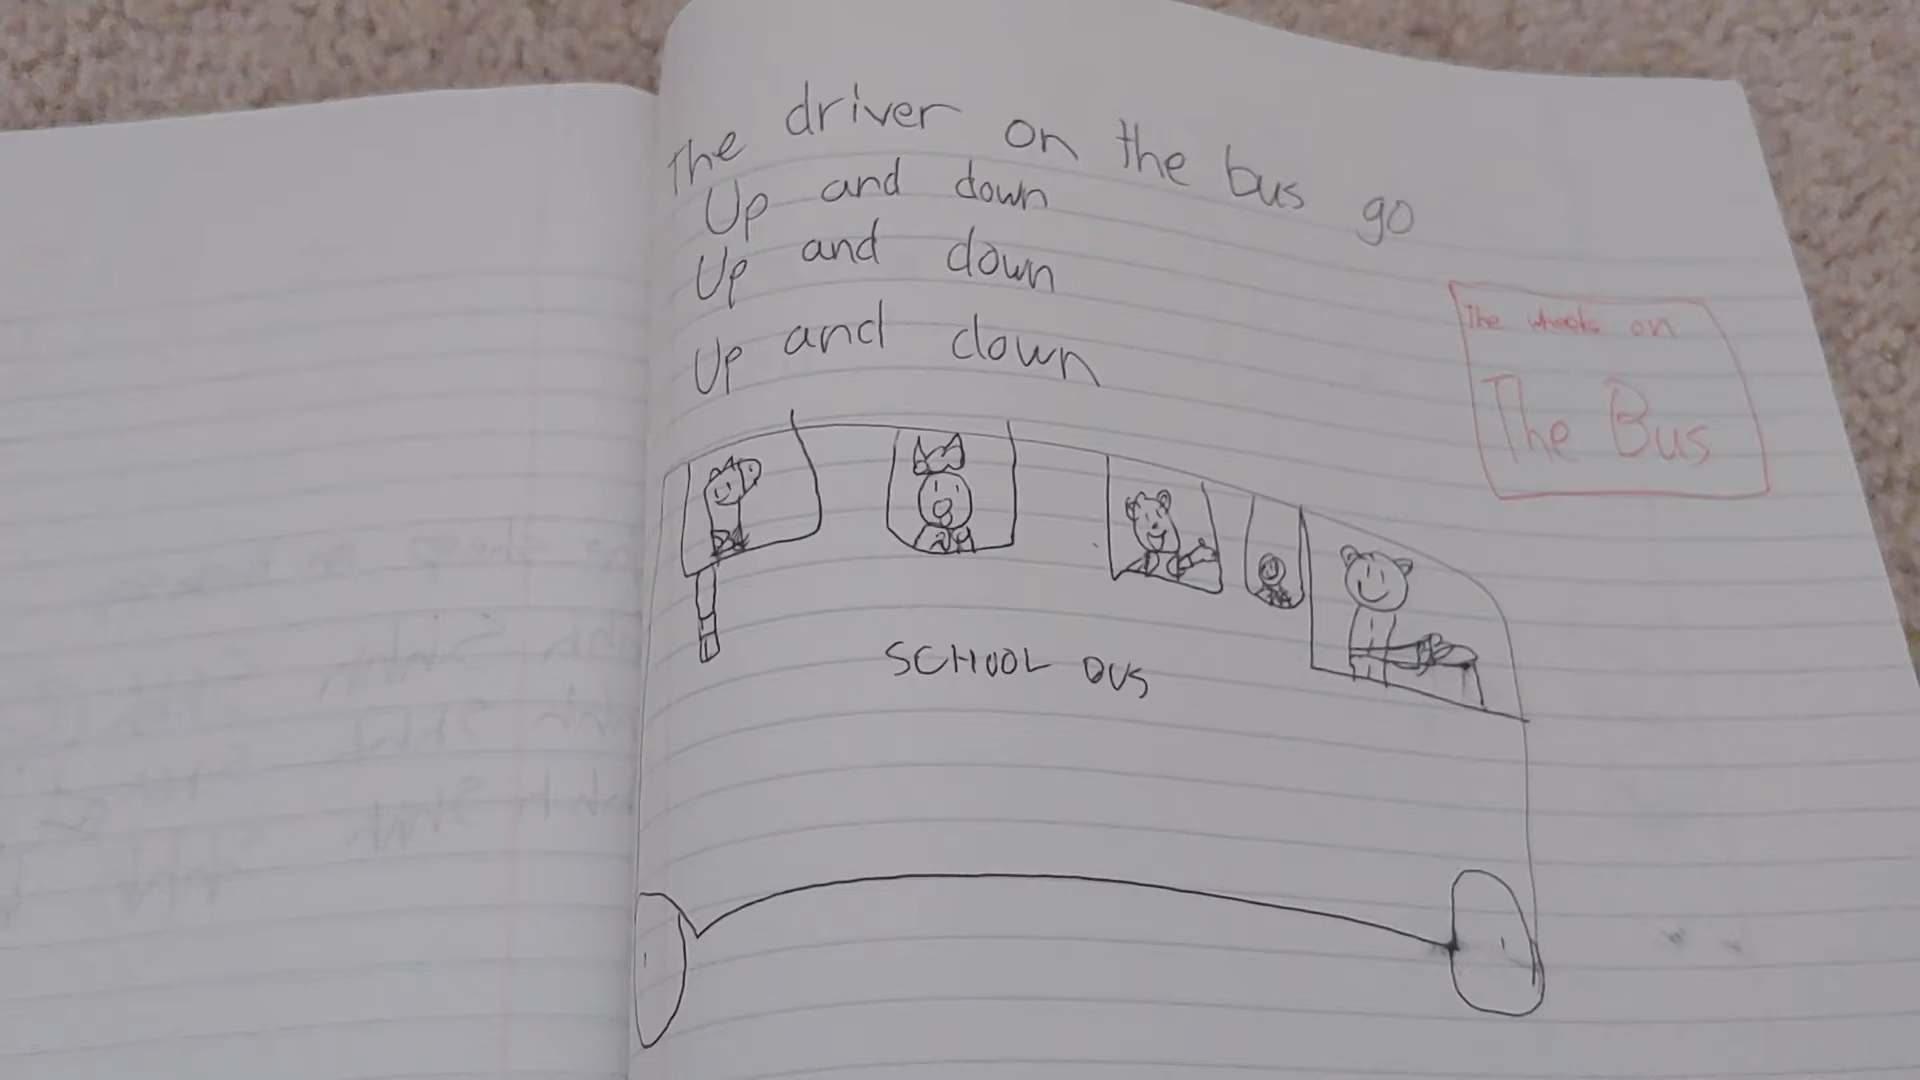 The driver on the bus go
Up and down
Up and down
Up and down
The wheels on
The Bus
SCHOOL BUS